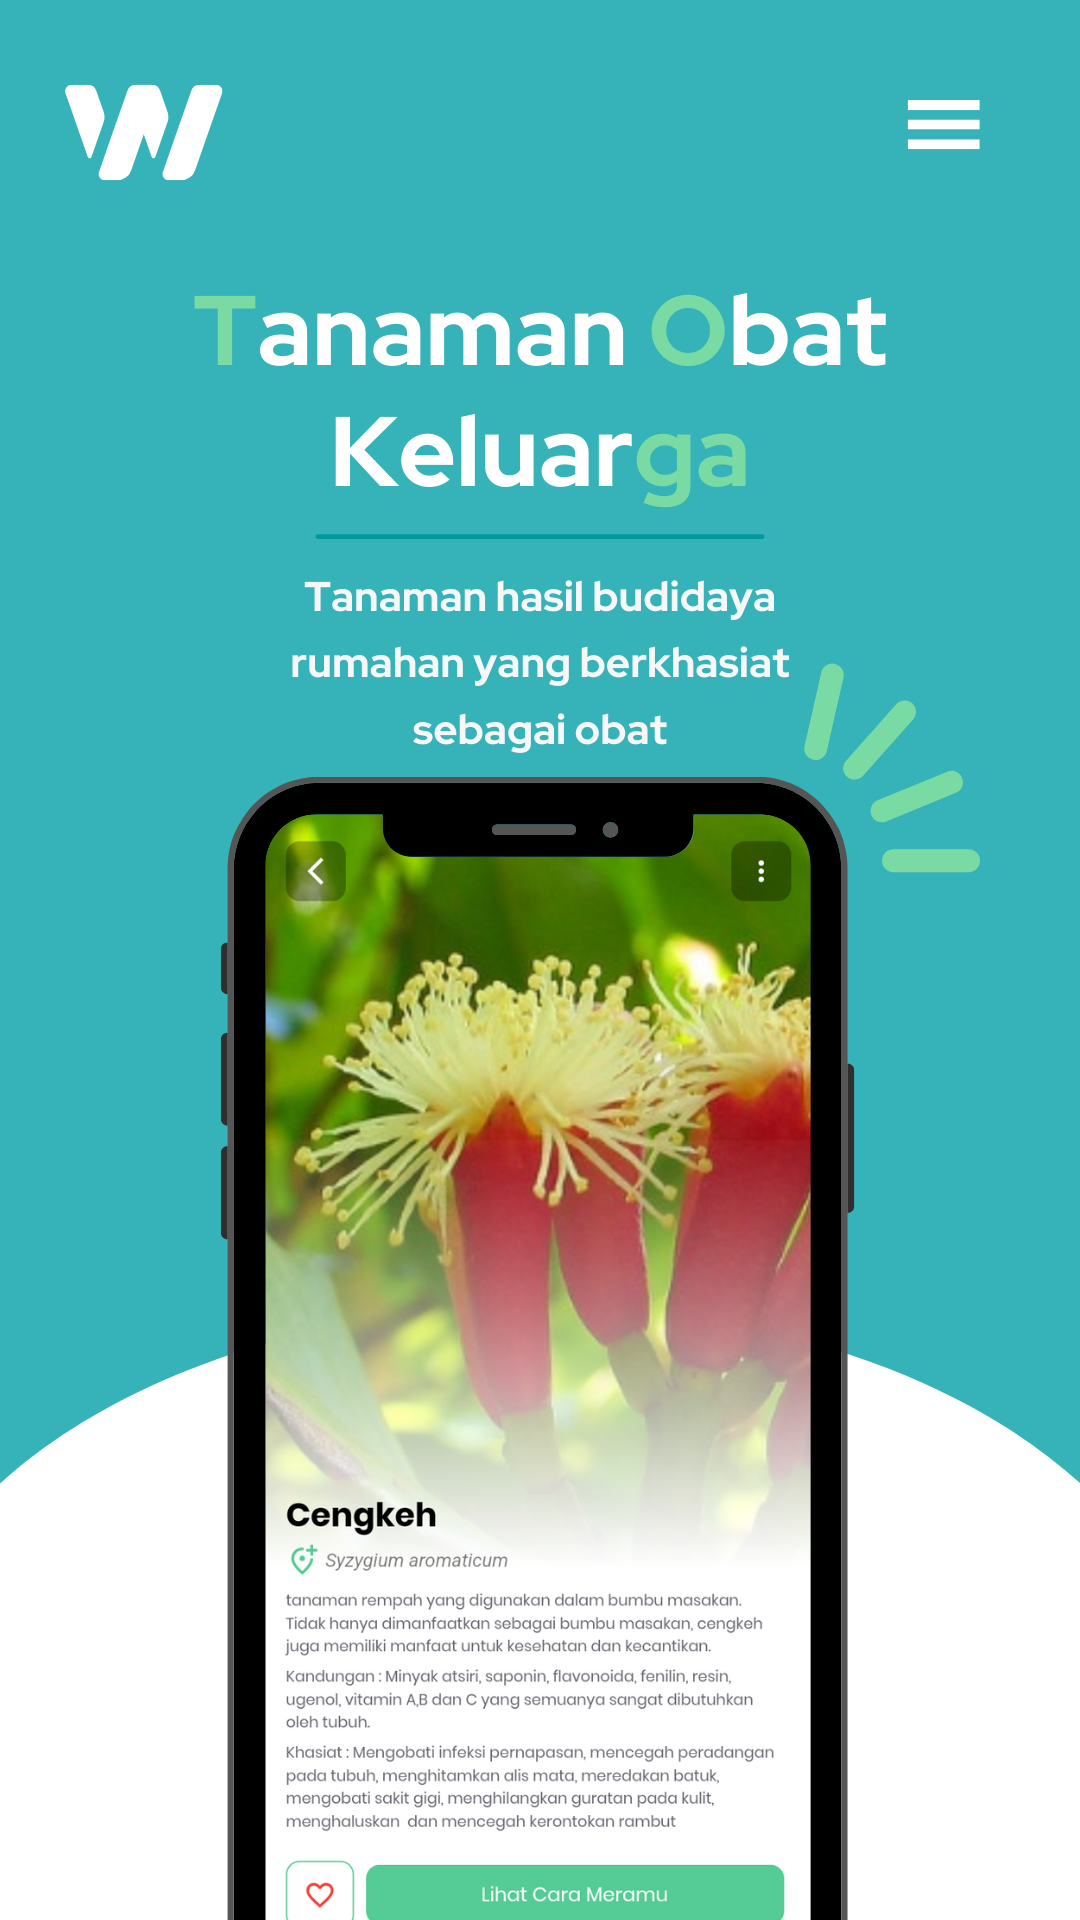 W
Tanaman Obat
Keluarga
Tanaman hasil budidaya
rumahan yang berkhasiat
sebagai obat
Cengkeh
Syzygium aromaticum
tanaman rempah yang digunakan dalam bumbu masakan.
Tidak hanya dimanfaatkan sebagai bumbu masakan, cengkeh
juga memiliki manfaat untuk kesehatan dan kecantikan.
Kandungan : Minyak atsiri, saponin, flavonoida, fenilin, resin,
ugenol, vitamin A,B dan C yang semuanya sangat dibutuhkan
oleh tubuh.
Khasiat : Mengobati infeksi pernapasan, mencegah peradangan
pada tubuh, menghitamkan alis mata, meredakan batuk,
mengobati sakit gigi, menghilangkan guratan pada kulit,
menghaluskan  dan mencegah kerontokan rambut
Lihat Cara Meramu